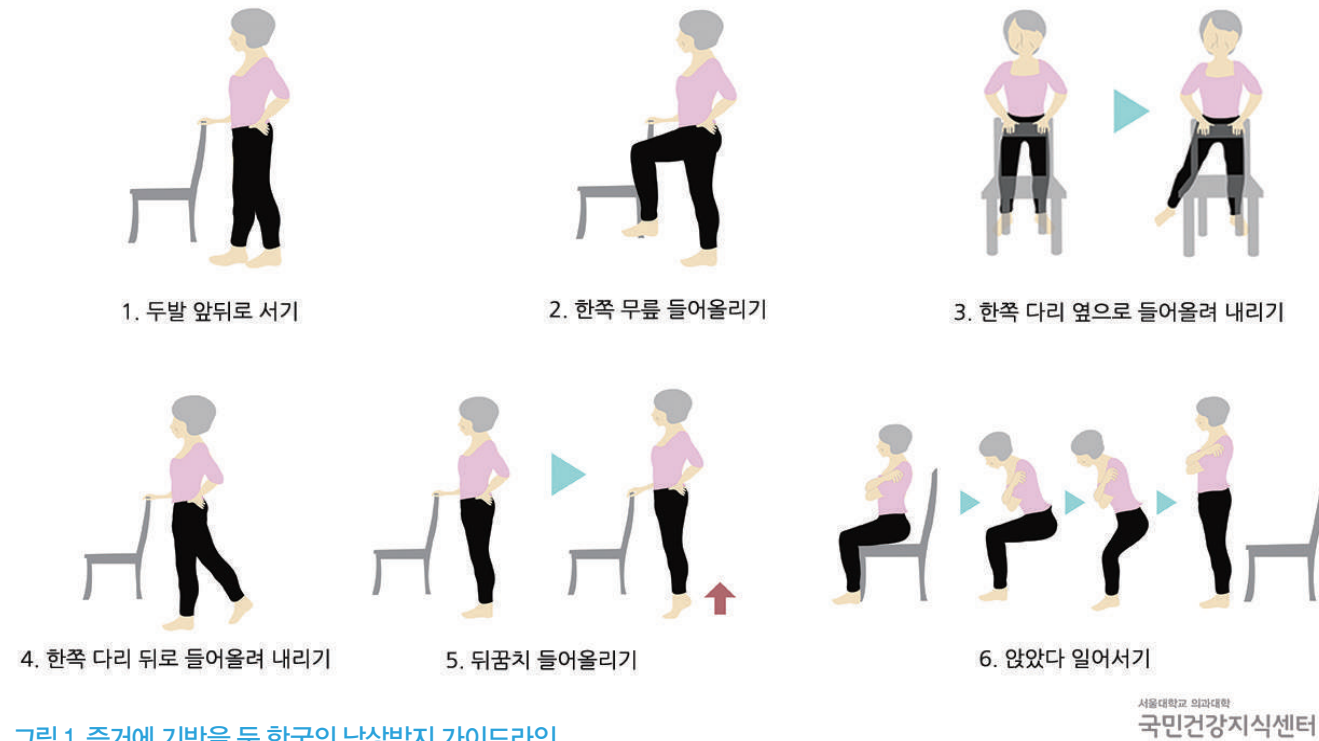 1. 두발 앞뒤로 서기
2. 한쪽 무릎 들어올리기
3. 한쪽 다리 옆으로 들어올려 내리기
4. 한쪽 다리 뒤로 들어올려 내리기
5. 뒤꿈치 들어올리기
6. 앉았다 일어서기
서울대학교 의과대학
국민건강지식센터
그림 1. 증거에 기반을 둔 한국의 낙상방지 가이드라인